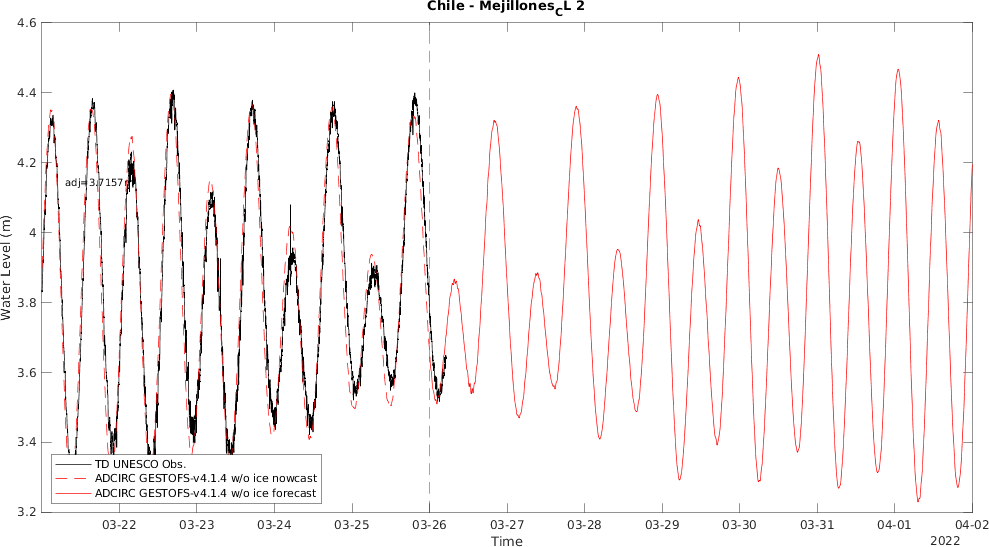 Chile - MejillonesCL 2
4.6
4.4
4.2
4
3.8
3.6
3.4
3.2
Water Level (m)
adj=3.7157
TD UNESCO Obs.
ADCIRC GESTOFS-v4.1.4 w/o ice nowcast
ADCIRC GESTOFS-v4.1.4 w/o ice forecast
03-22 03-23 03-24 03-25 03-26 03-27 03-28 03-29 03-30 03-31 04-01 04-02
Time
2022